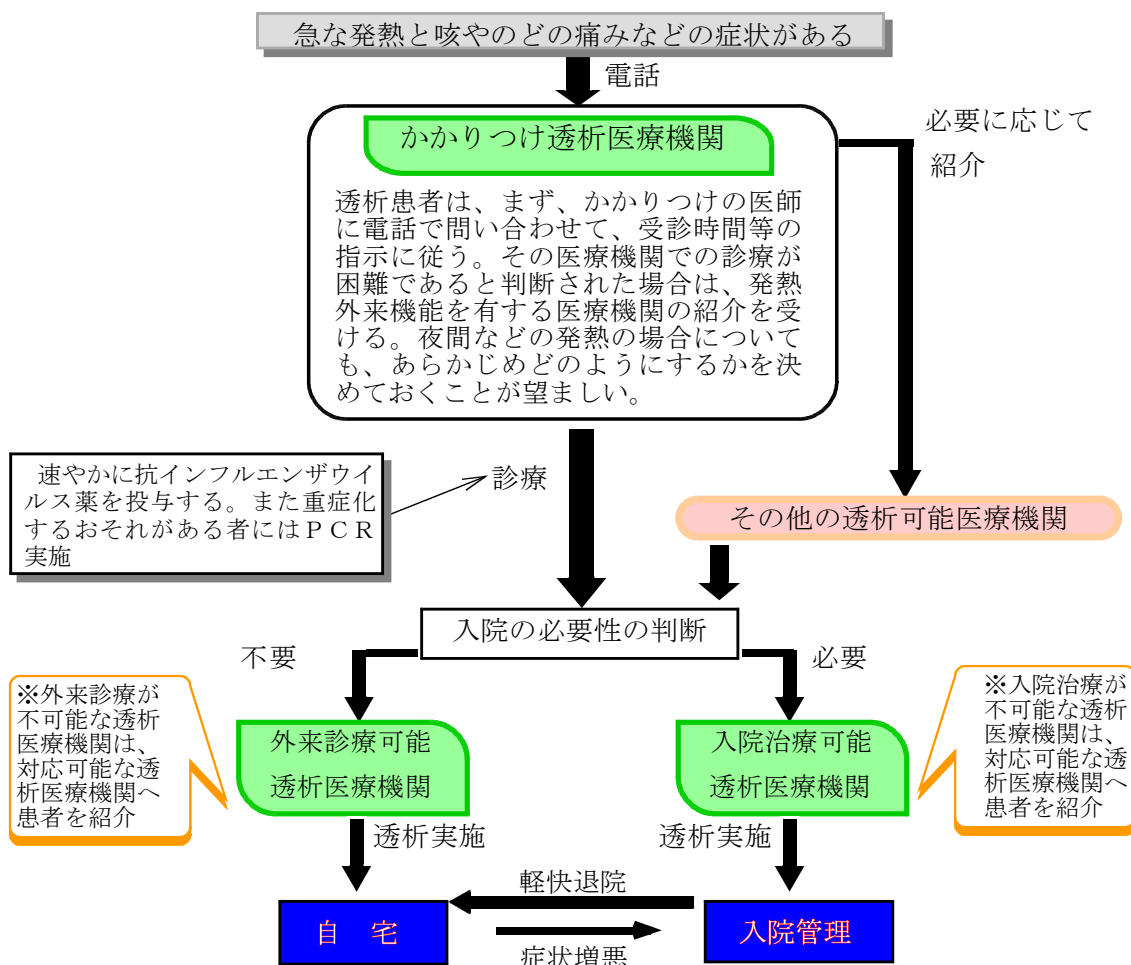 急な発熱と咳やのどの痛みなどの症状がある
電話
かかりつけ透析医療機関
必要に応じて
紹介
透析患者は、まず、かかりつけの医師
に電話で問い合わせて、受診時間等の
指示に従う。その医療機関での診療が
困難であると判断された場合は、発熱
外来機能を有する医療機関の紹介を受
ける。夜間などの発熱の場合について
も、あらかじめどのようにするかを決
めておくことが望ましい。
速やかに抗インフルエンザウイ
ルス薬を投与する。また重症化
するおそれがある者にはＰＣＲ
実施
診療
その他の透析可能医療機関
入院の必要性の判断
不要
必要
※外来診療が
不可能な透析
医療機関は、
対応可能な透
析医療機関へ
患者を紹介
外来診療可能
透析医療機関
入院治療可能
透析医療機関
※入院治療が
不可能な透析
医療機関は、
対応可能な透
析医療機関へ
患者を紹介
透析実施
透析実施
軽快退院
自　宅
入院管理
症状増悪